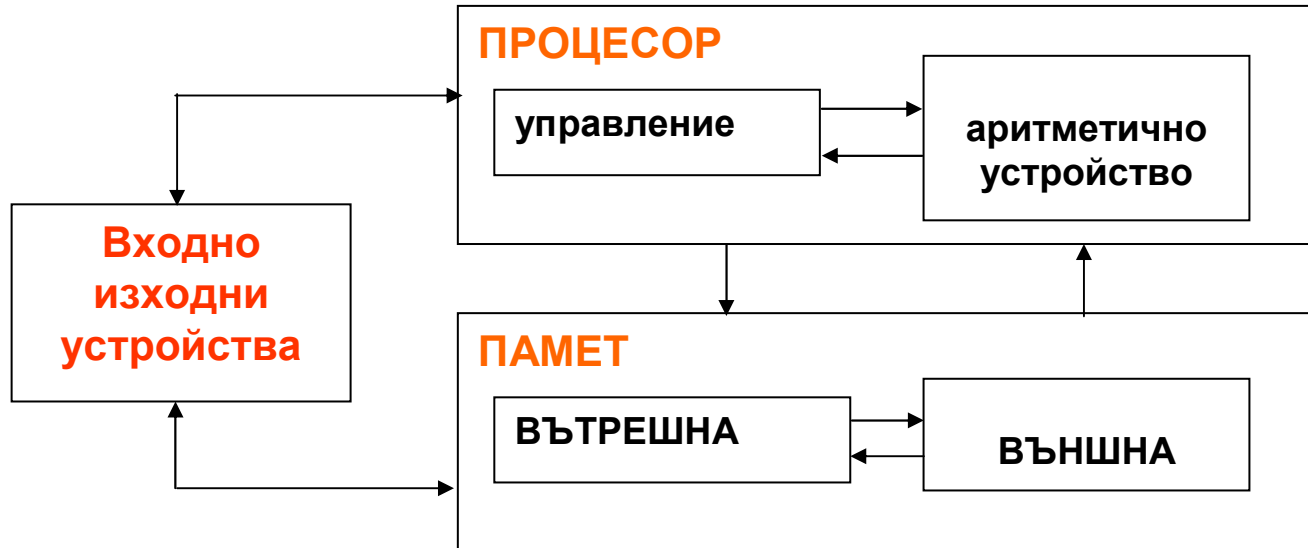 ПРОЦЕСОР
управление
аритметично
устройство
Входно
изходни
устройства
ПАМЕТ
ВЪТРЕШНА
ВЪНШНА